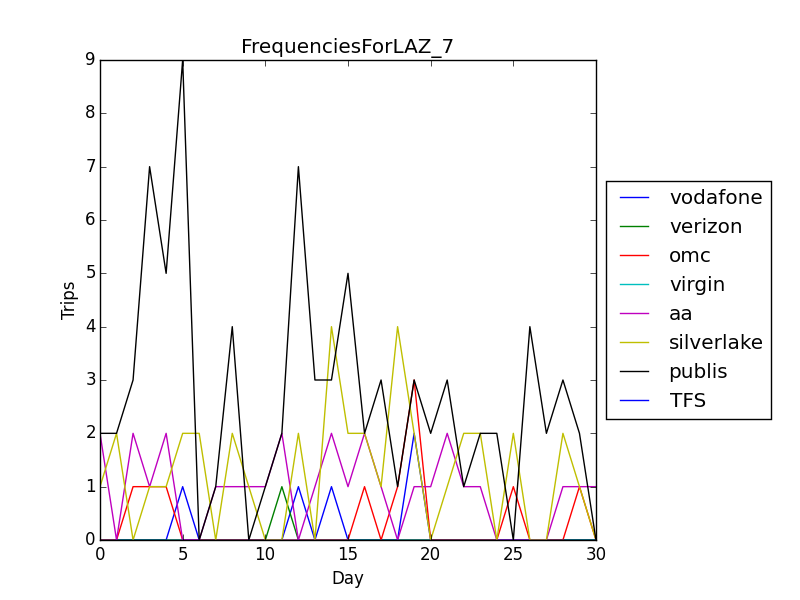 FrequenciesForLAZ_7
9
8
7
6
5
4
3
2
1
0
Trips
0 5 10 15 20 25 30
Day
vodafone
verizon
omc
virgin
aa
silverlake
publis
TFS